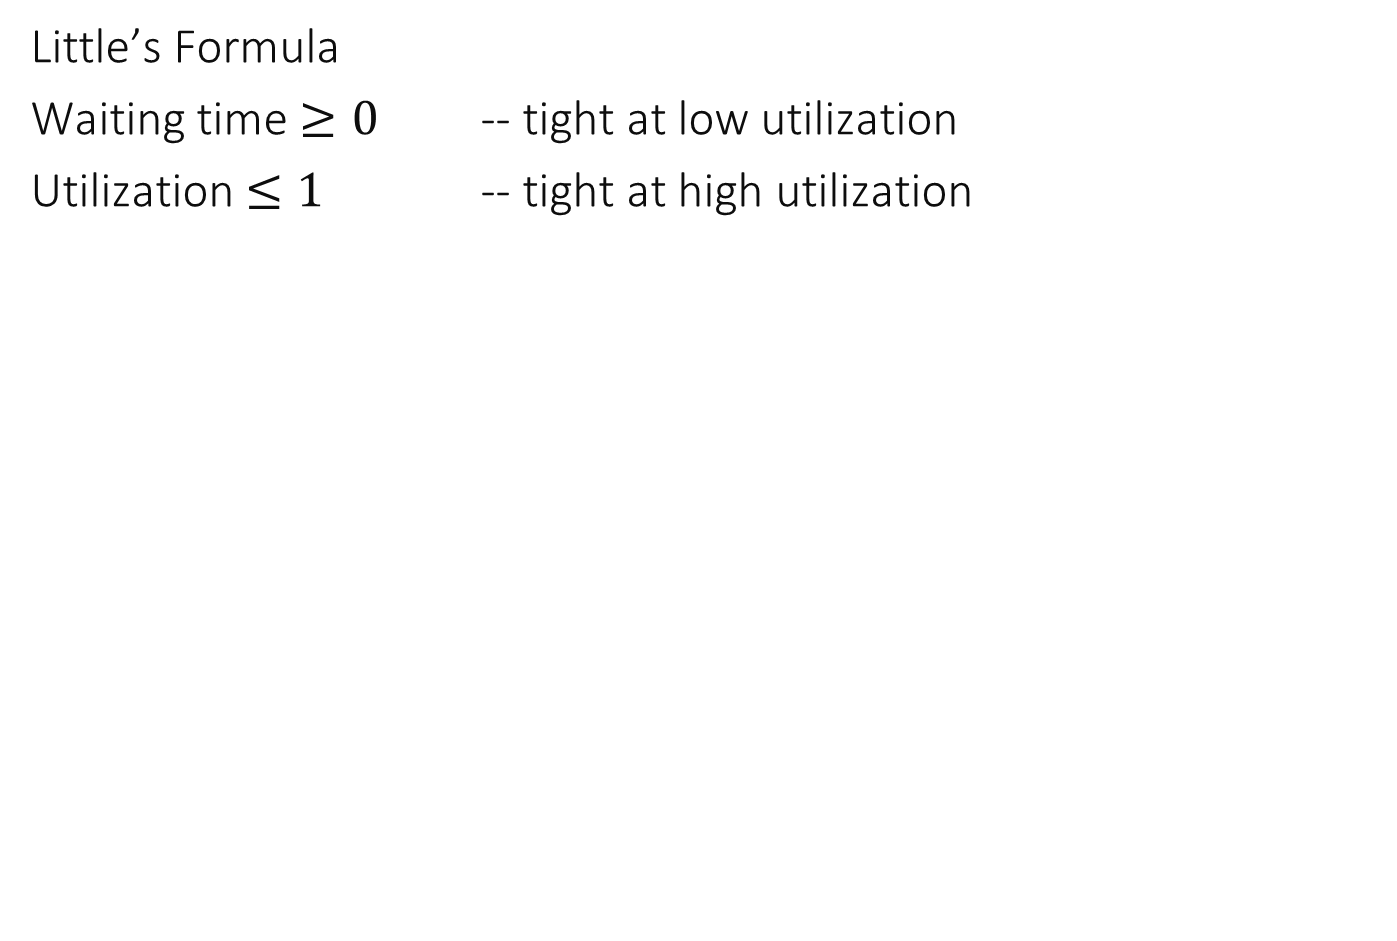 Little’s Formula
Waiting time ≥ 0 -- tight at low utilization
Utilization ≤ 1 -- tight at high utilization